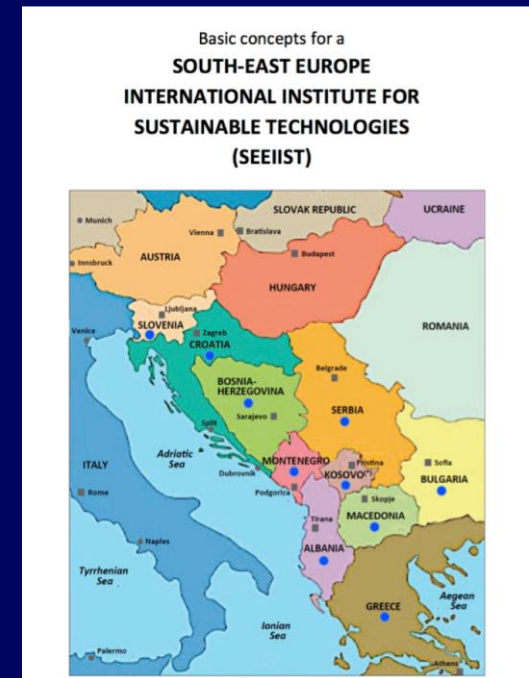 Basic concepts for a
SOUTH-EAST EUROPE
INTERNATIONAL INSTITUTE FOR
SUSTAINABLE TECHNOLOGIES
(SEEIIST)
SLOVAK REPUBLIC
UCRAINE
Munich
Vienna
Bratislava
AUSTRIA
Budapest
Innsbruck
HUNGARY
Ljubljana
SLOVENIA
ROMANIA
Venice
Zagreb
CROATIA
Belgrade
BOSNIA-
HERZEGOVINA
SERBIA
Sarajevo
Split
Adriatic
Sea
ITALY
Dubrovnik
MONTENEGRO
Pristina
KOSOVO(*)
Sofia
BULGARIA
Rome
Podgorica
Skopje
MACEDONIA
Tirana
Naples
ALBANIA
Tyrrhenian
Sea
Aegean
Sea
GREECE
Ionian
Sea
Palermo
Athens